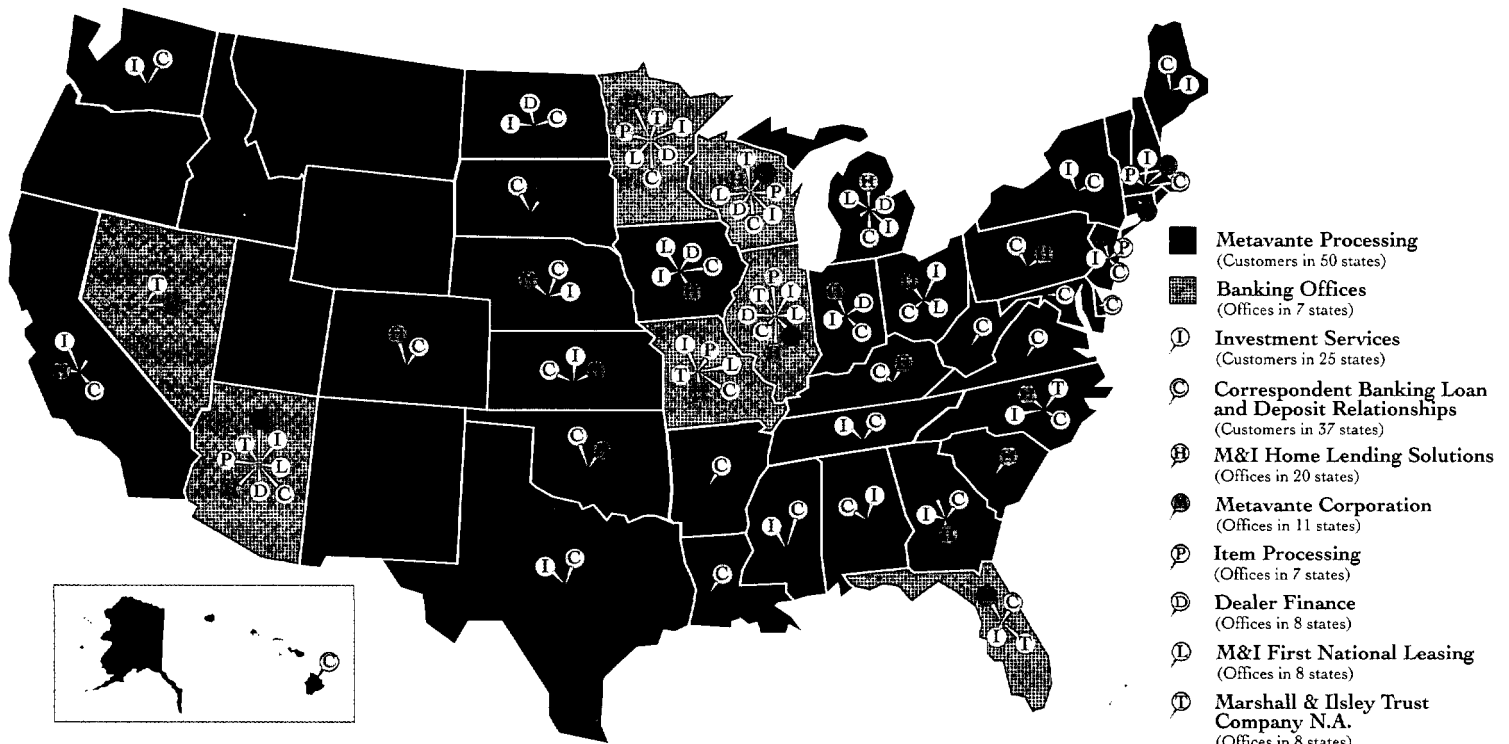 Metavante Processing
(Customers in 50 states)
Banking Offices
(Offices in 7 states)
I Investment Services
(Customers in 25 states)
C Correspondent Banking Loan
and Deposit Relationships
(Customers in 37 states)
H M&I Home Lending Solutions
(Offices in 20 states)
Metavante Corporation
(Offices in 11 states)
P Item Processing
(Offices in 7 states)
D Dealer Finance
(Offices in 8 states)
L M&I First National Leasing
(Offices in 8 states)
T Marshall & Ilsley Trust
Company N.A.
(Offices in 8 states)
I C
D I C
T I P L D C
C
T L P D I C
H L D I C
C I
I C
I P C
L D I C
C I
P T I D L C
D I C
I C L
C
P I C
C C
C
C
T
I C
C
C I
I P L T C
C
T I C
I C
T I P L D C
C
C
I C
C I
I C
I C
C
C I T
C